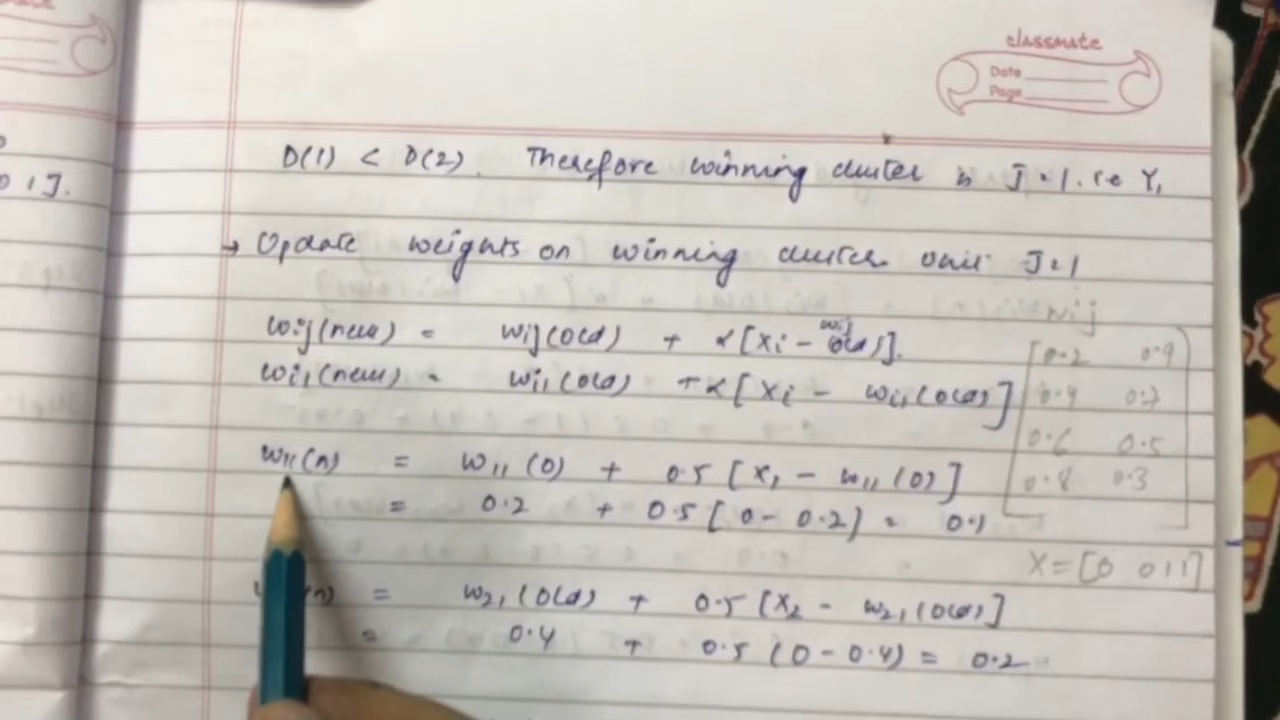 classmate
Date
Page
0 1].
D(1) < D(2). Therefore winning cluster is J=1. i.e Y1
→ Update weights on winning cluster unit J=1
wij(new) = wij(old) + α[xi - wij(old)].
wi1(new) = wi1(old) + α[xi - wi1(old)]
[0.2 0.9
0.4 0.7
0.6 0.5
0.8 0.3]
w11(n) = w11(0) + 0.5[x1 - w11(0)]
= 0.2 + 0.5[0 - 0.2] = 0.1
X = [0 0 1 1]
(n) = w21(old) + 0.5[x2 - w21(old)]
= 0.4 + 0.5(0 - 0.4) = 0.2